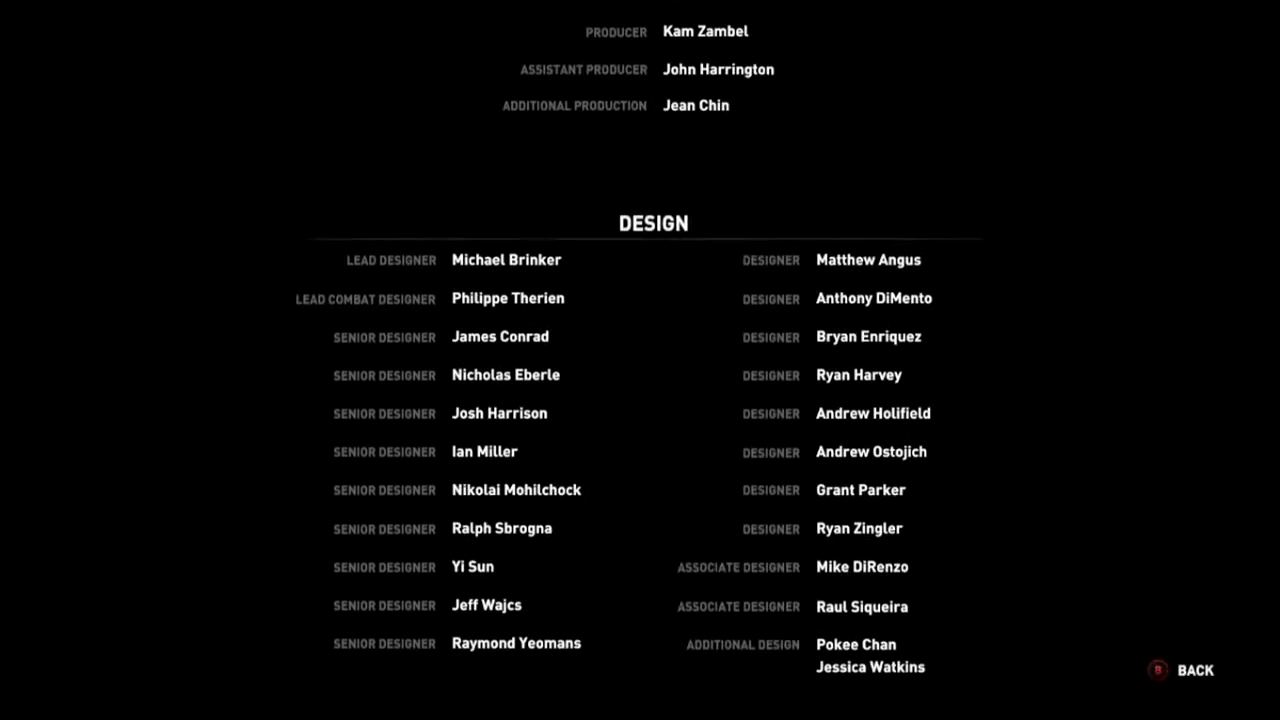 PRODUCER Kam Zambel
ASSISTANT PRODUCER John Harrington
ADDITIONAL PRODUCTION Jean Chin
DESIGN
LEAD DESIGNER Michael Brinker
LEAD COMBAT DESIGNER Philippe Therien
SENIOR DESIGNER James Conrad
SENIOR DESIGNER Nicholas Eberle
SENIOR DESIGNER Josh Harrison
SENIOR DESIGNER Ian Miller
SENIOR DESIGNER Nikolai Mohilchock
SENIOR DESIGNER Ralph Sbrogna
SENIOR DESIGNER Yi Sun
SENIOR DESIGNER Jeff Wajcs
SENIOR DESIGNER Raymond Yeomans
DESIGNER Matthew Angus
DESIGNER Anthony DiMento
DESIGNER Bryan Enriquez
DESIGNER Ryan Harvey
DESIGNER Andrew Holifield
DESIGNER Andrew Ostojich
DESIGNER Grant Parker
DESIGNER Ryan Zingler
ASSOCIATE DESIGNER Mike DiRenzo
ASSOCIATE DESIGNER Raul Siqueira
ADDITIONAL DESIGN Pokee Chan
Jessica Watkins
B BACK